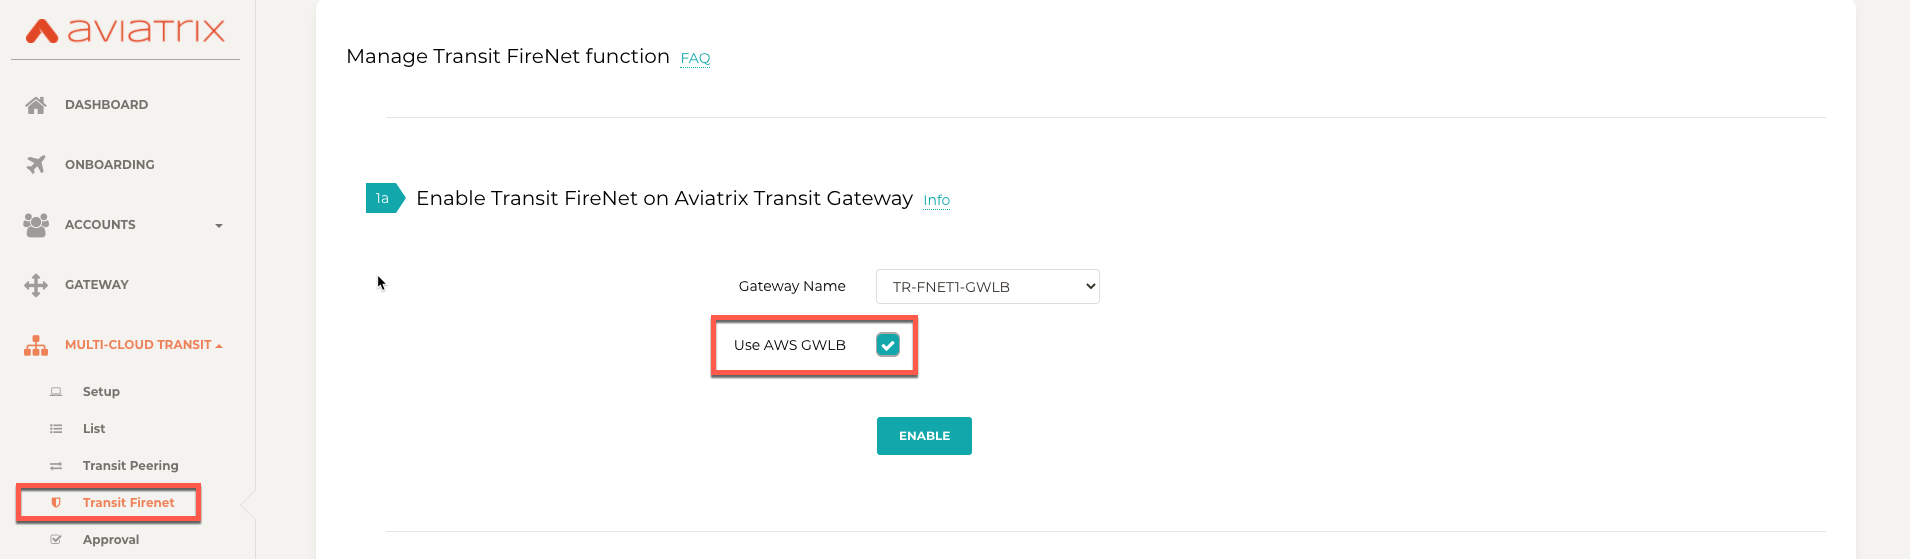 aviatrix
DASHBOARD
ONBOARDING
ACCOUNTS
GATEWAY
MULTI-CLOUD TRANSIT
Setup
List
Transit Peering
Transit Firenet
Approval
Manage Transit FireNet function FAQ
1a Enable Transit FireNet on Aviatrix Transit Gateway Info
Gateway Name TR-FNET1-GWLB
Use AWS GWLB
ENABLE